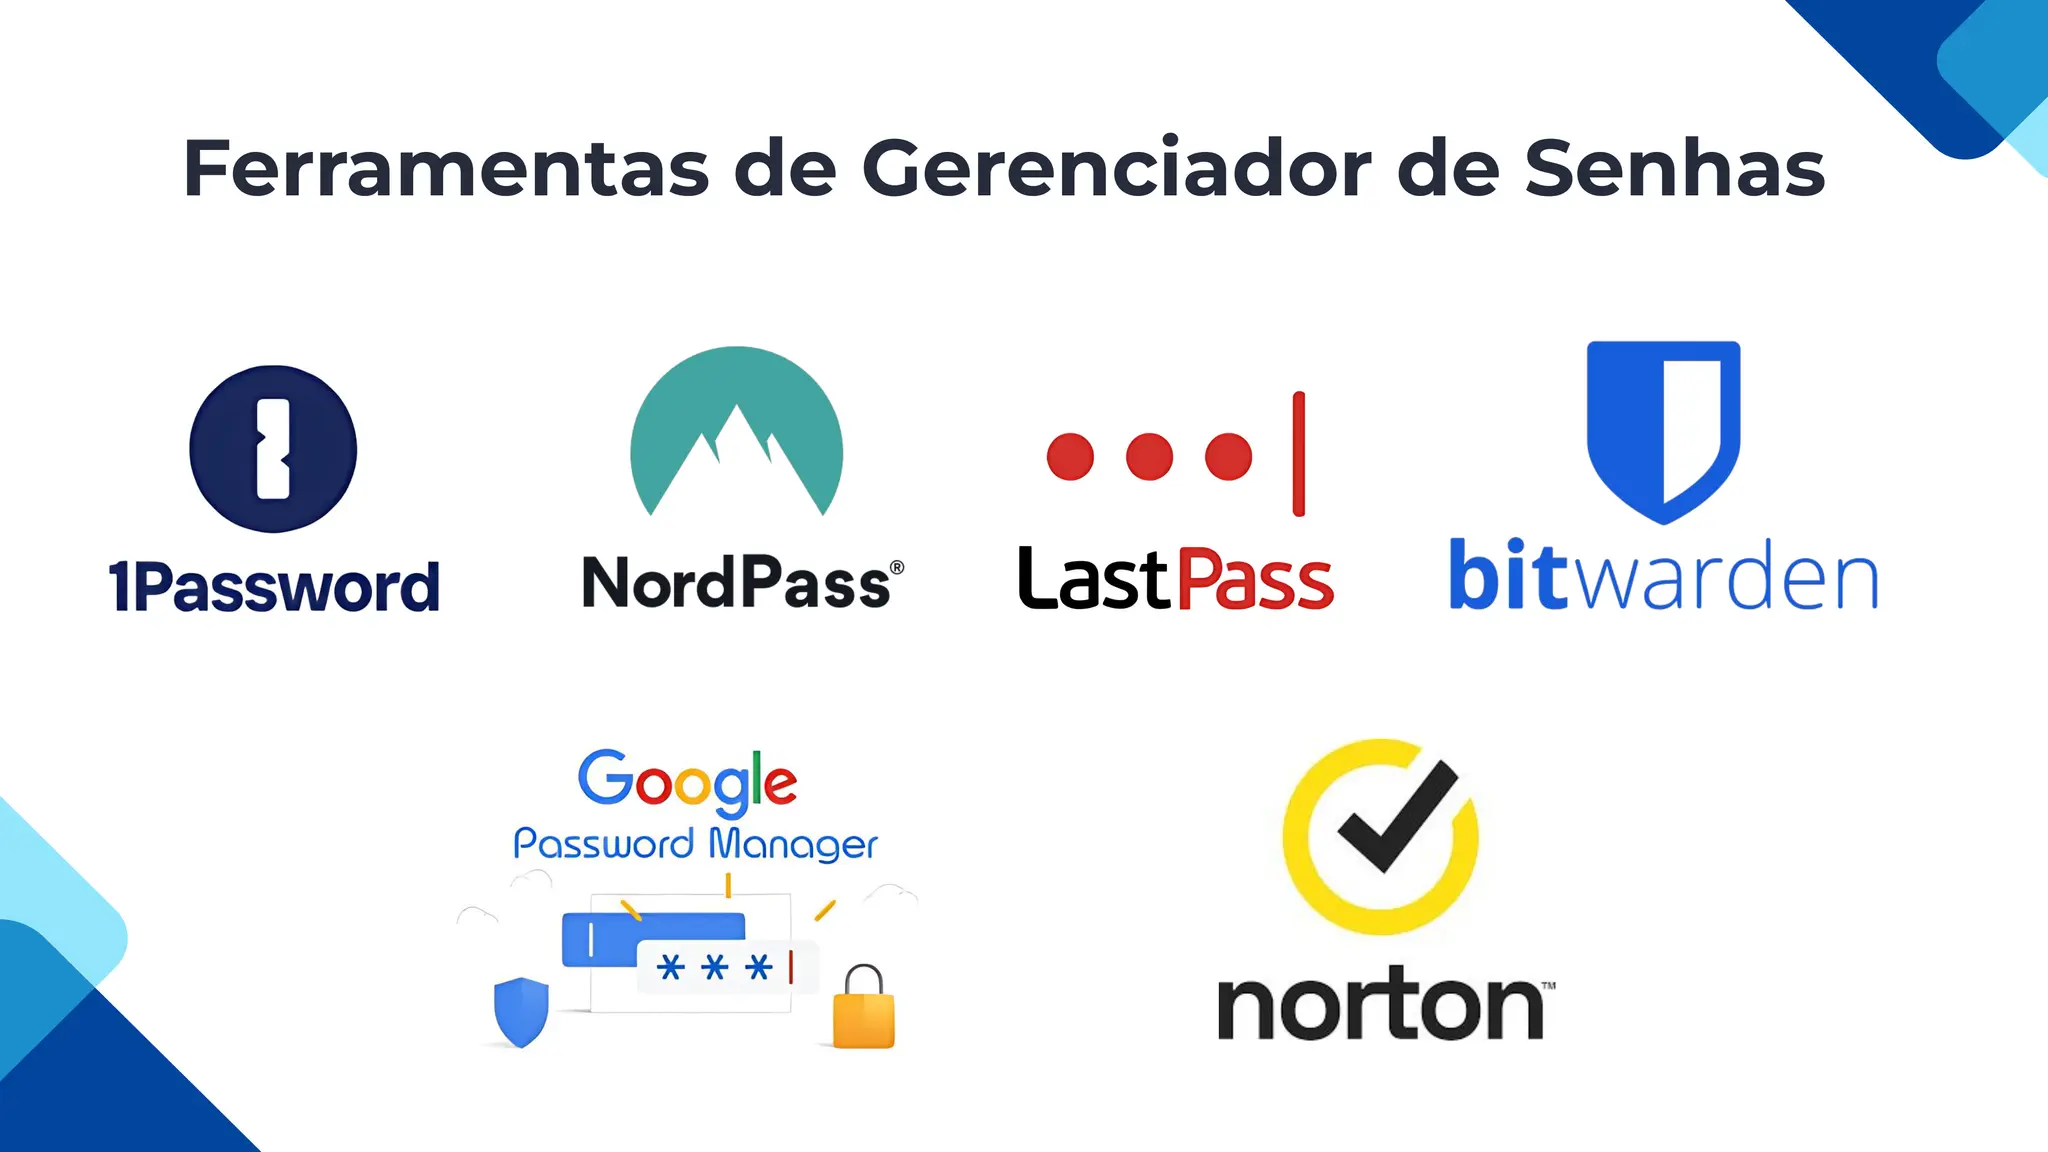 Ferramentas de Gerenciador de Senhas
1Password
NordPass®
LastPass
bitwarden
Google
Password Manager
***
norton™